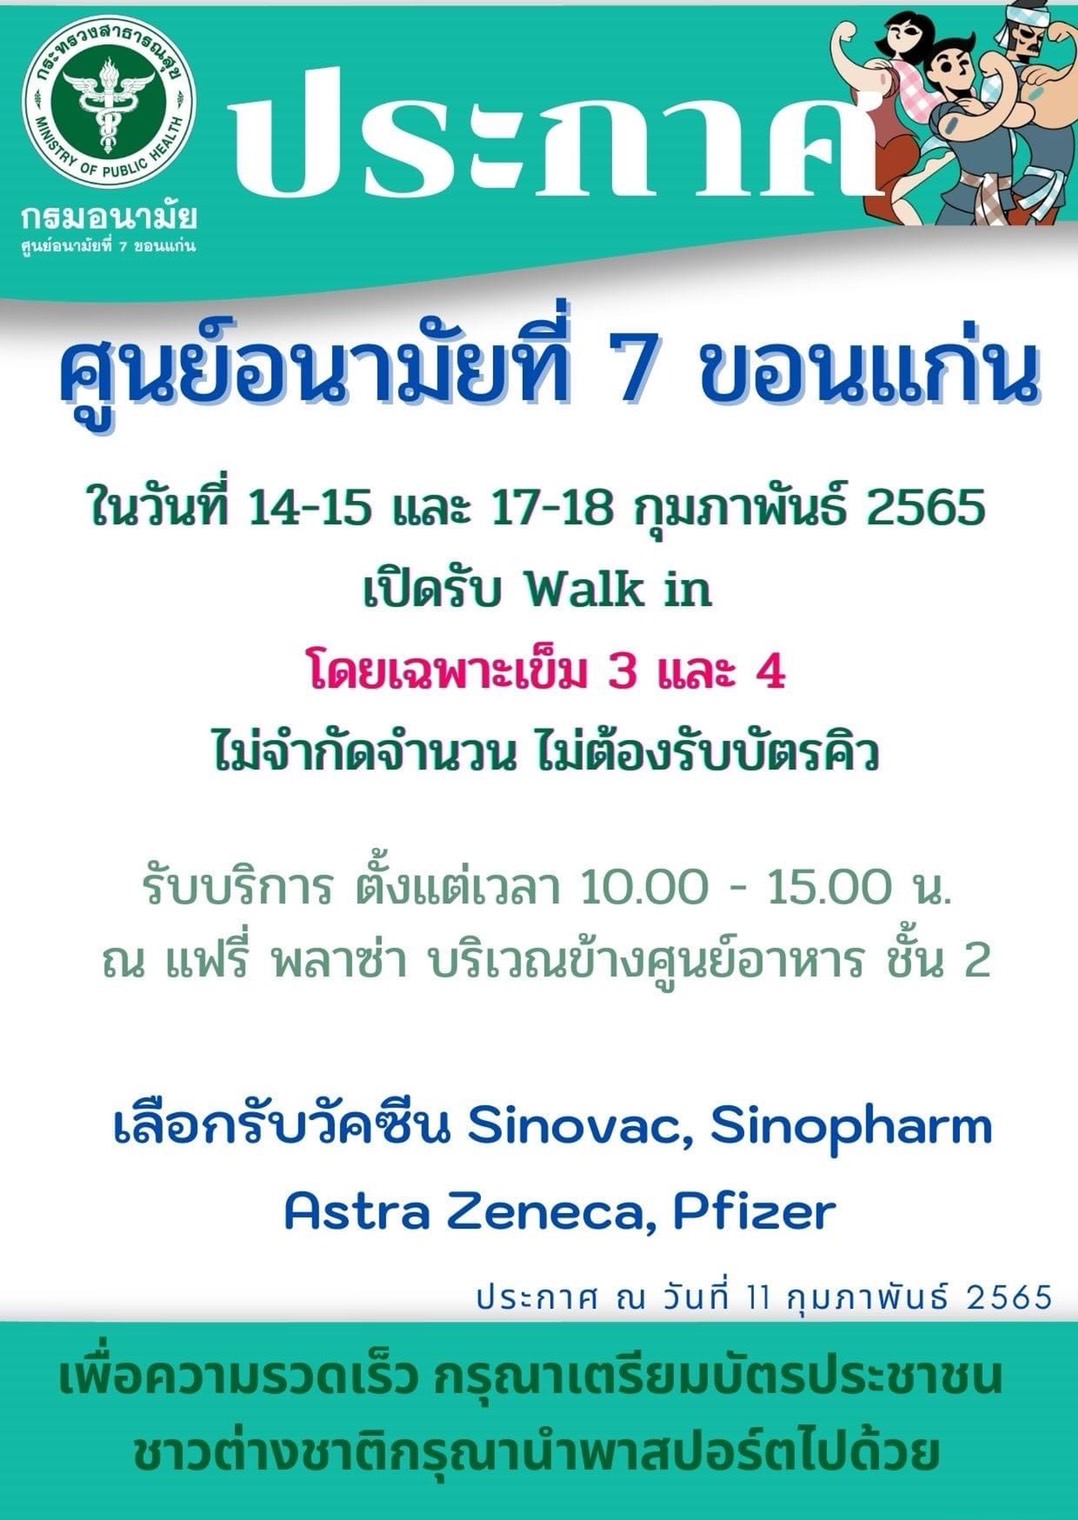 กระทรวงสาธารณสุข
MINISTRY OF PUBLIC HEALTH
กรมอนามัย
ศูนย์อนามัยที่ 7 ขอนแก่น
ประกาศ
ศูนย์อนามัยที่ 7 ขอนแก่น
ในวันที่ 14-15 และ 17-18 กุมภาพันธ์ 2565
เปิดรับ Walk in
โดยเฉพาะเข็ม 3 และ 4
ไม่จำกัดจำนวน ไม่ต้องรับบัตรคิว
รับบริการ ตั้งแต่เวลา 10.00 - 15.00 น.
ณ แฟรี่ พลาซ่า บริเวณข้างศูนย์อาหาร ชั้น 2
เลือกรับวัคซีน Sinovac, Sinopharm
Astra Zeneca, Pfizer
ประกาศ ณ วันที่ 11 กุมภาพันธ์ 2565
เพื่อความรวดเร็ว กรุณาเตรียมบัตรประชาชน
ชาวต่างชาติกรุณานำพาสปอร์ตไปด้วย